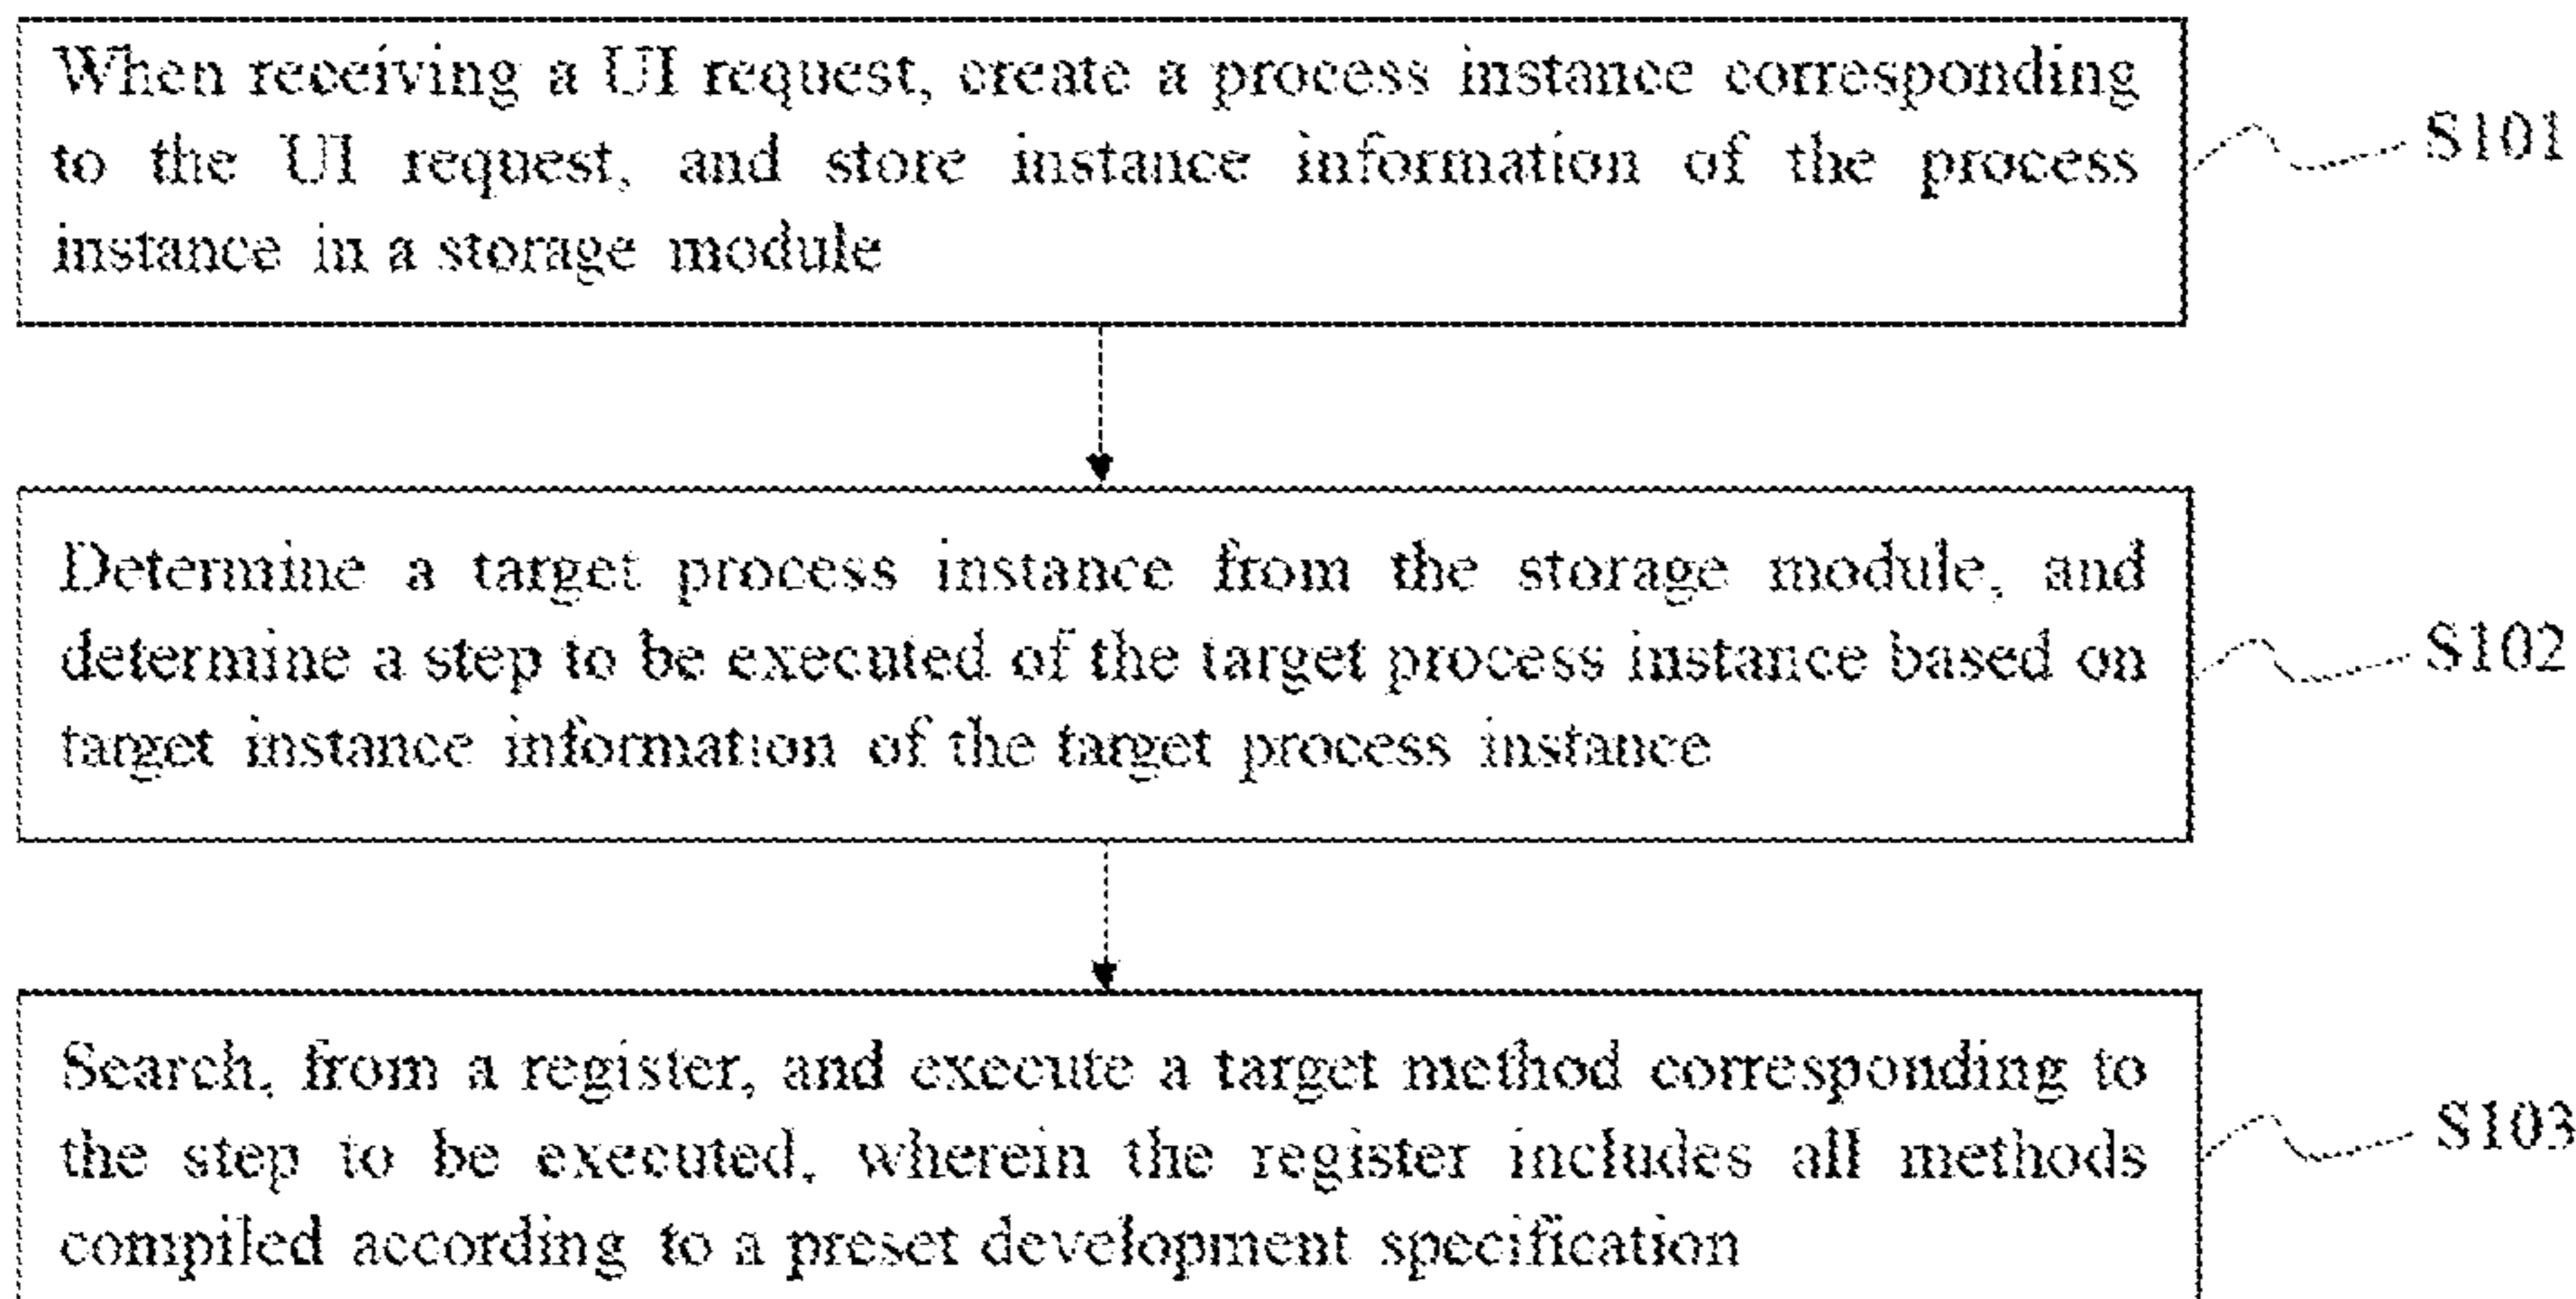 When receiving a UI request, create a process instance corresponding
to the UI request, and store instance information of the process
instance in a storage module
S101
Determine a target process instance from the storage module, and
determine a step to be executed of the target process instance based on
target instance information of the target process instance
S102
Search, from a register, and execute a target method corresponding to
the step to be executed, wherein the register includes all methods
compiled according to a preset development specification
S103